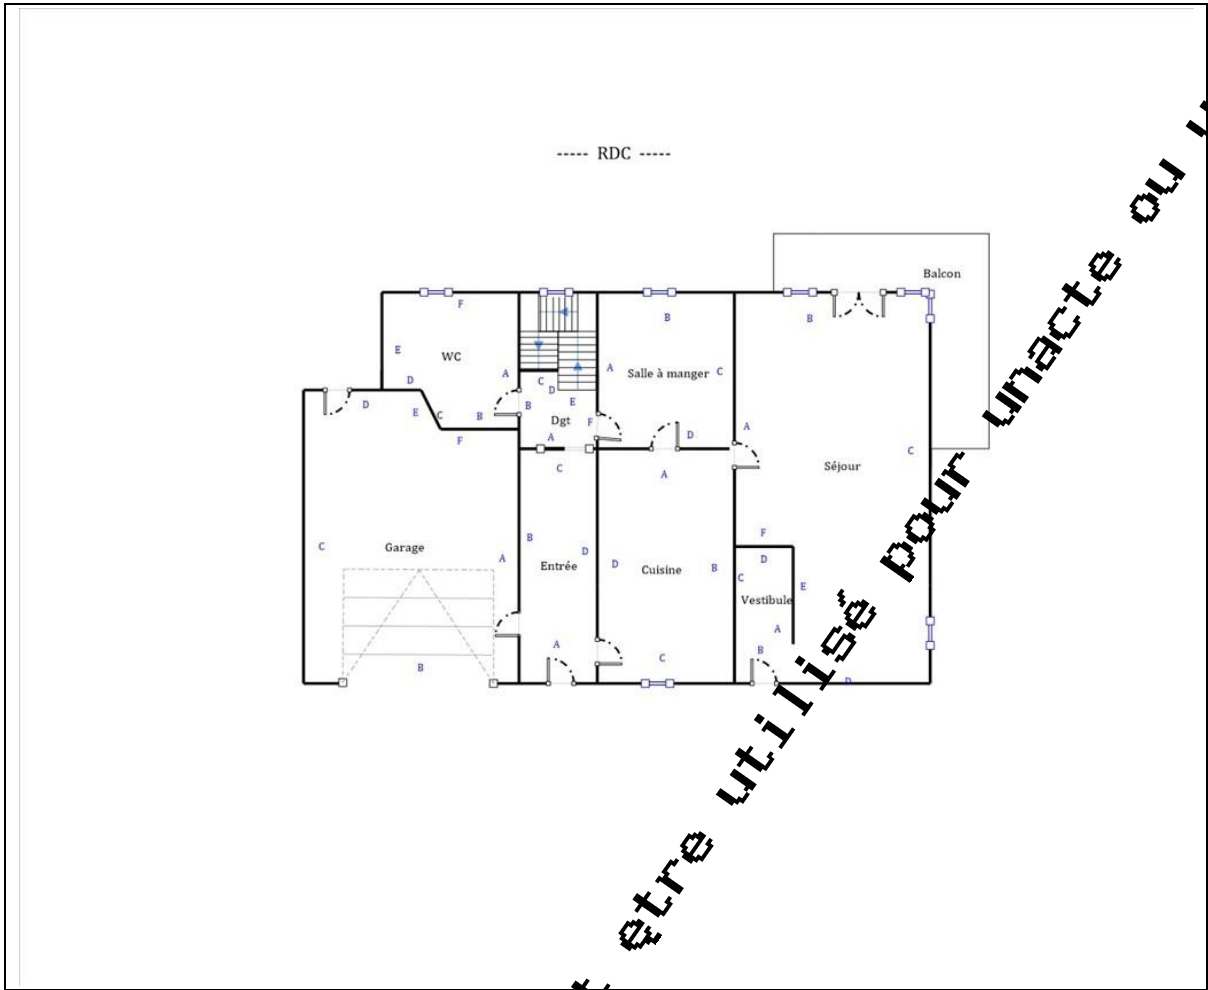 ----- RDC -----
Balcon
F
B
B
E
WC
A
A
Salle à manger
C
C
D
D
E
D
E
C
B
B
Dgt
F
A
D
A
F
A
C
A
Séjour
C
B
D
F
Garage
C
A
Entrée
D
Cuisine
B
D
C
E
Vestibule
A
A
B
C
B
D
etre utilisé pour unacte ou